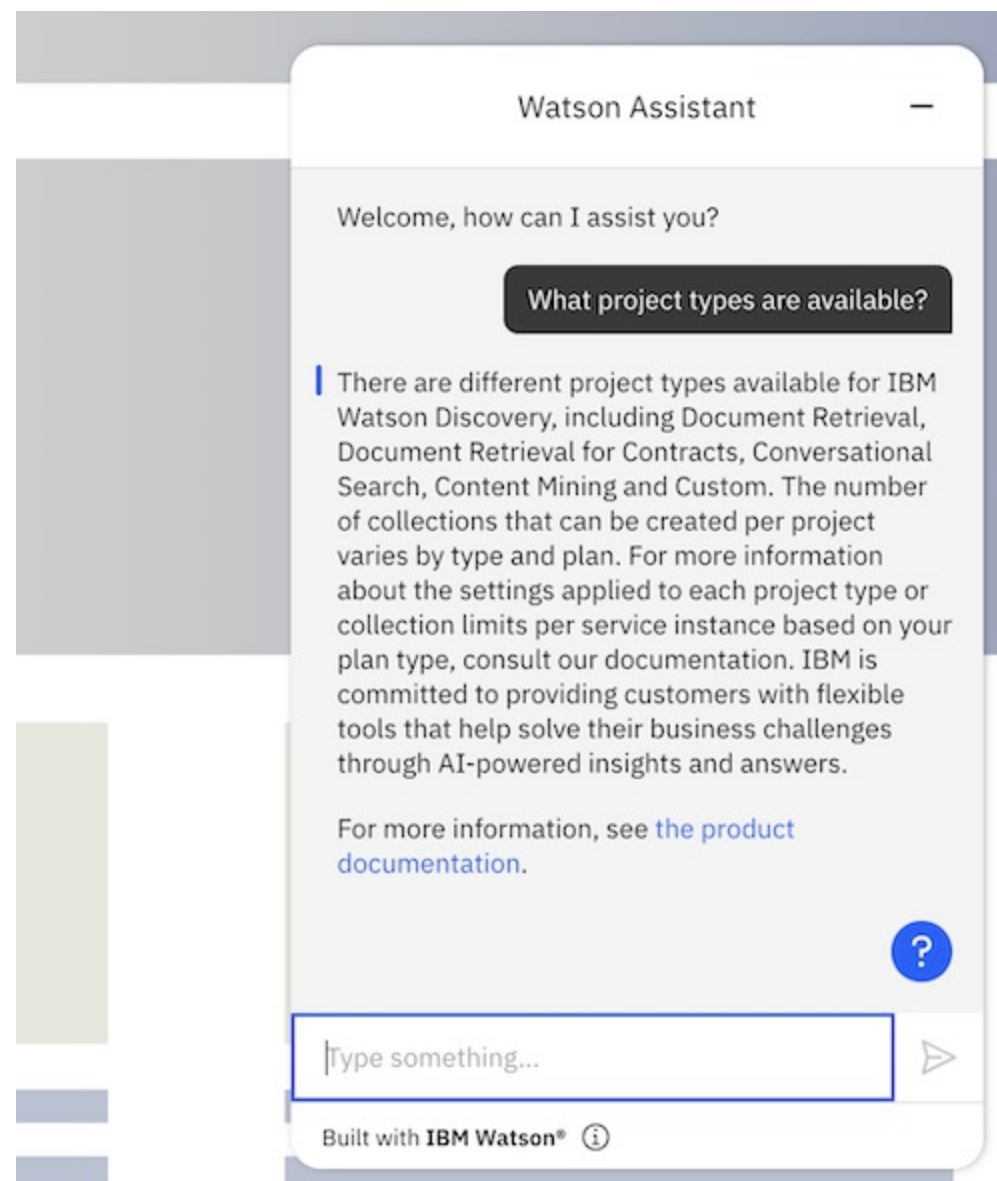 Watson Assistant
Welcome, how can I assist you?
What project types are available?
There are different project types available for IBM
Watson Discovery, including Document Retrieval,
Document Retrieval for Contracts, Conversational
Search, Content Mining and Custom. The number
of collections that can be created per project
varies by type and plan. For more information
about the settings applied to each project type or
collection limits per service instance based on your
plan type, consult our documentation. IBM is
committed to providing customers with flexible
tools that help solve their business challenges
through AI-powered insights and answers.
For more information, see the product
documentation.
?
Type something...
Built with IBM Watson®